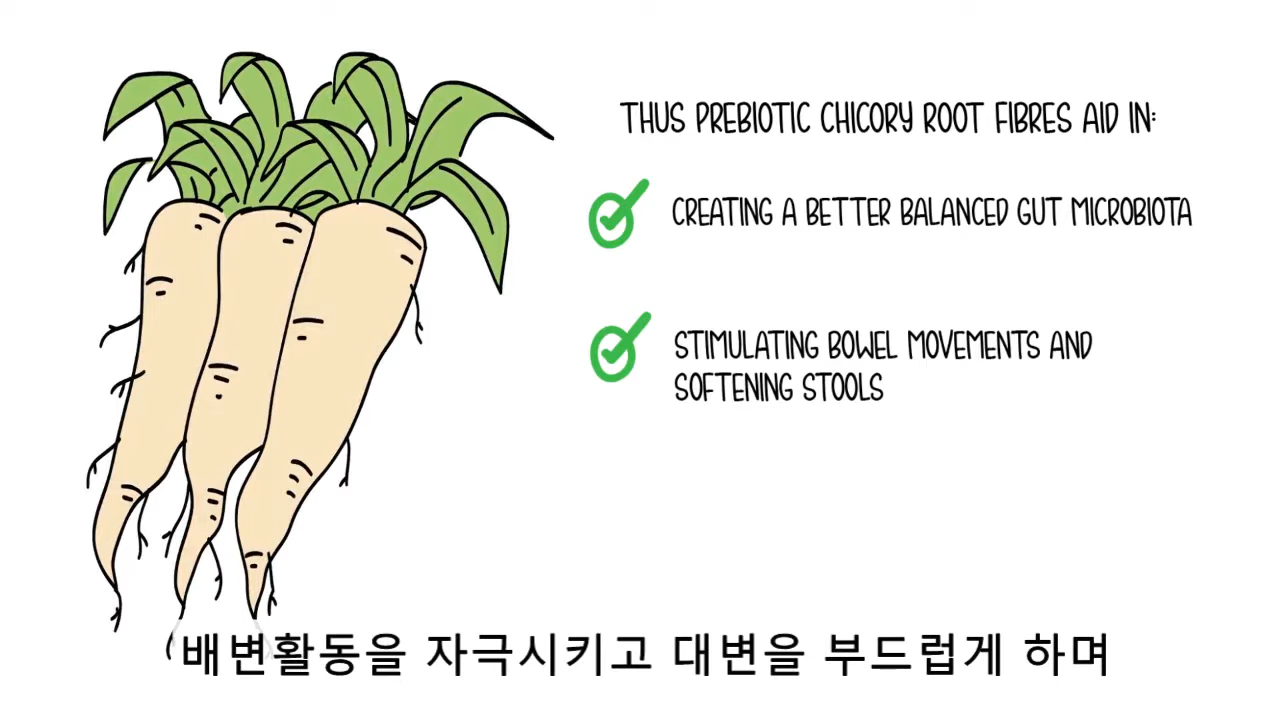 THUS PREBIOTIC CHICORY ROOT FIBRES AID IN:
CREATING A BETTER BALANCED GUT MICROBIOTA
STIMULATING BOWEL MOVEMENTS AND
SOFTENING STOOLS
배변활동을 자극시키고 대변을 부드럽게 하며